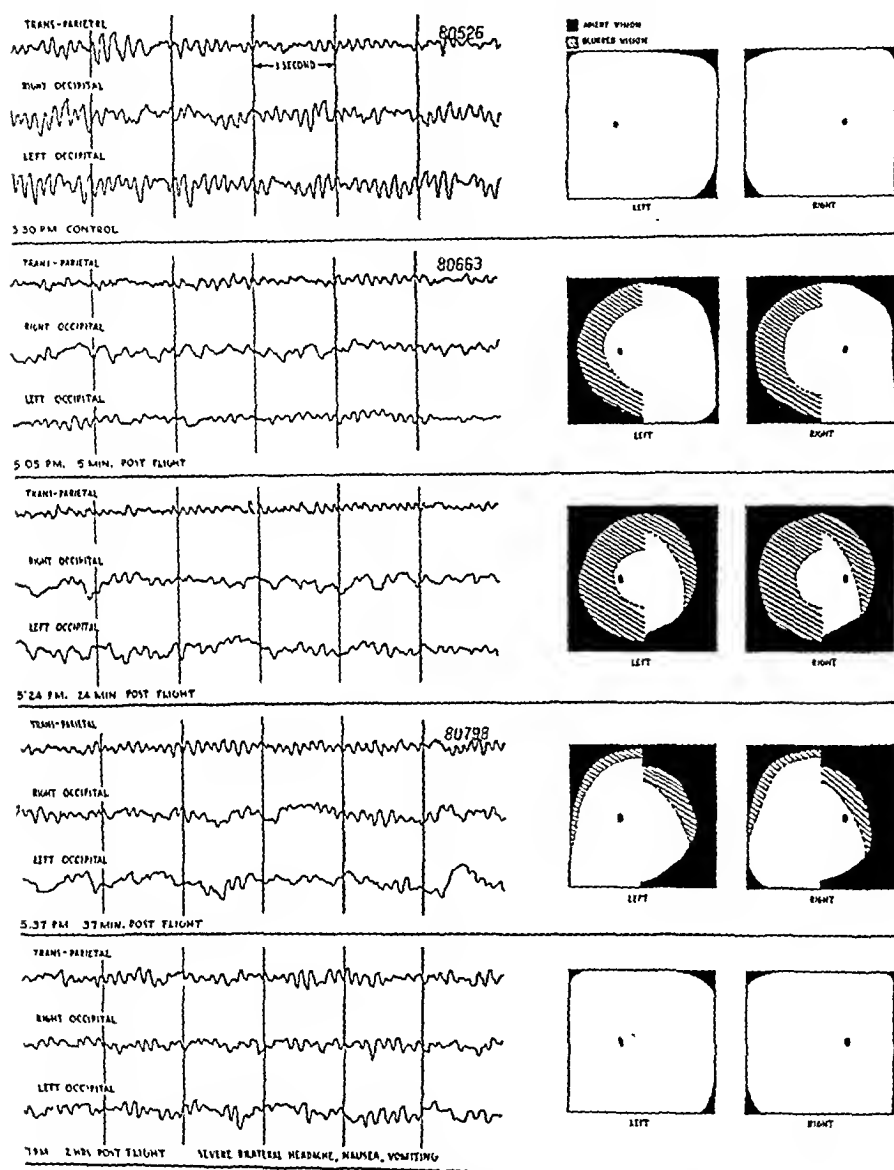 TRANS-PARIETAL
80526
ABSENT VISION
BLURRED VISION
1 SECOND
RIGHT OCCIPITAL
LEFT OCCIPITAL
LEFT
RIGHT
3 30 PM CONTROL
TRANS-PARIETAL
80663
RIGHT OCCIPITAL
LEFT OCCIPITAL
LEFT
RIGHT
5 05 PM. 5 MIN. POST FLIGHT
TRANS-PARIETAL
RIGHT OCCIPITAL
LEFT OCCIPITAL
LEFT
RIGHT
5'24 PM. 24 MIN POST FLIGHT
TRANS-PARIETAL
80798
RIGHT OCCIPITAL
LEFT OCCIPITAL
LEFT
RIGHT
5.37 PM 37 MIN. POST FLIGHT
TRANS-PARIETAL
RIGHT OCCIPITAL
LEFT OCCIPITAL
LEFT
RIGHT
7 PM 2 HRS POST FLIGHT SEVERE BILATERAL HEADACHE, NAUSEA, VOMITING